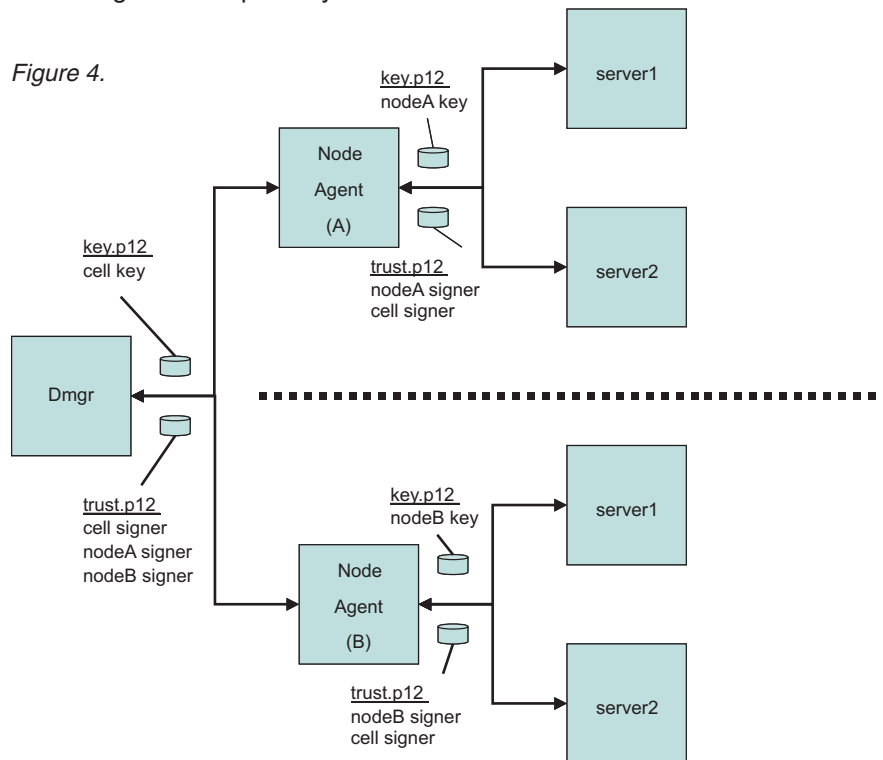 Figure 4.
key.p12
nodeA key
server1
Node
Agent
(A)
trust.p12
nodeA signer
cell signer
server2
key.p12
cell key
Dmgr
trust.p12
cell signer
nodeA signer
nodeB signer
key.p12
nodeB key
server1
Node
Agent
(B)
trust.p12
nodeB signer
cell signer
server2